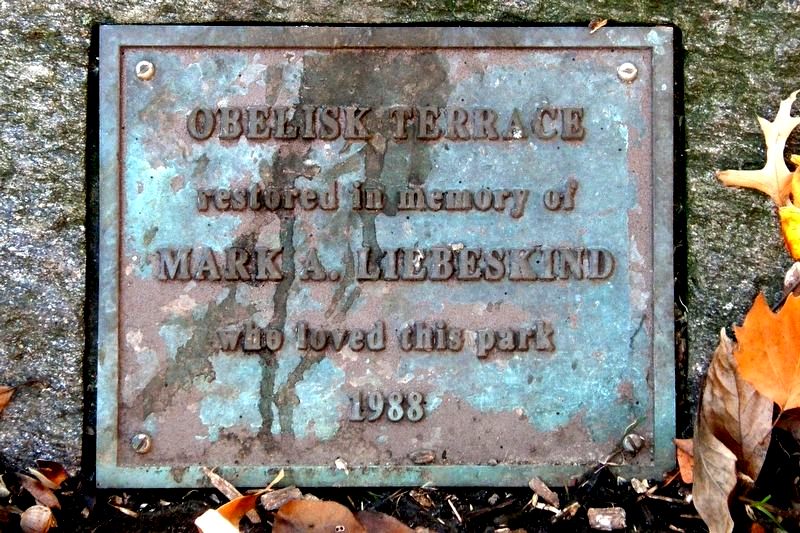 OBELISK TERRACE
restored in memory of
MARK A. LIEBESKIND
who loved this park
1988